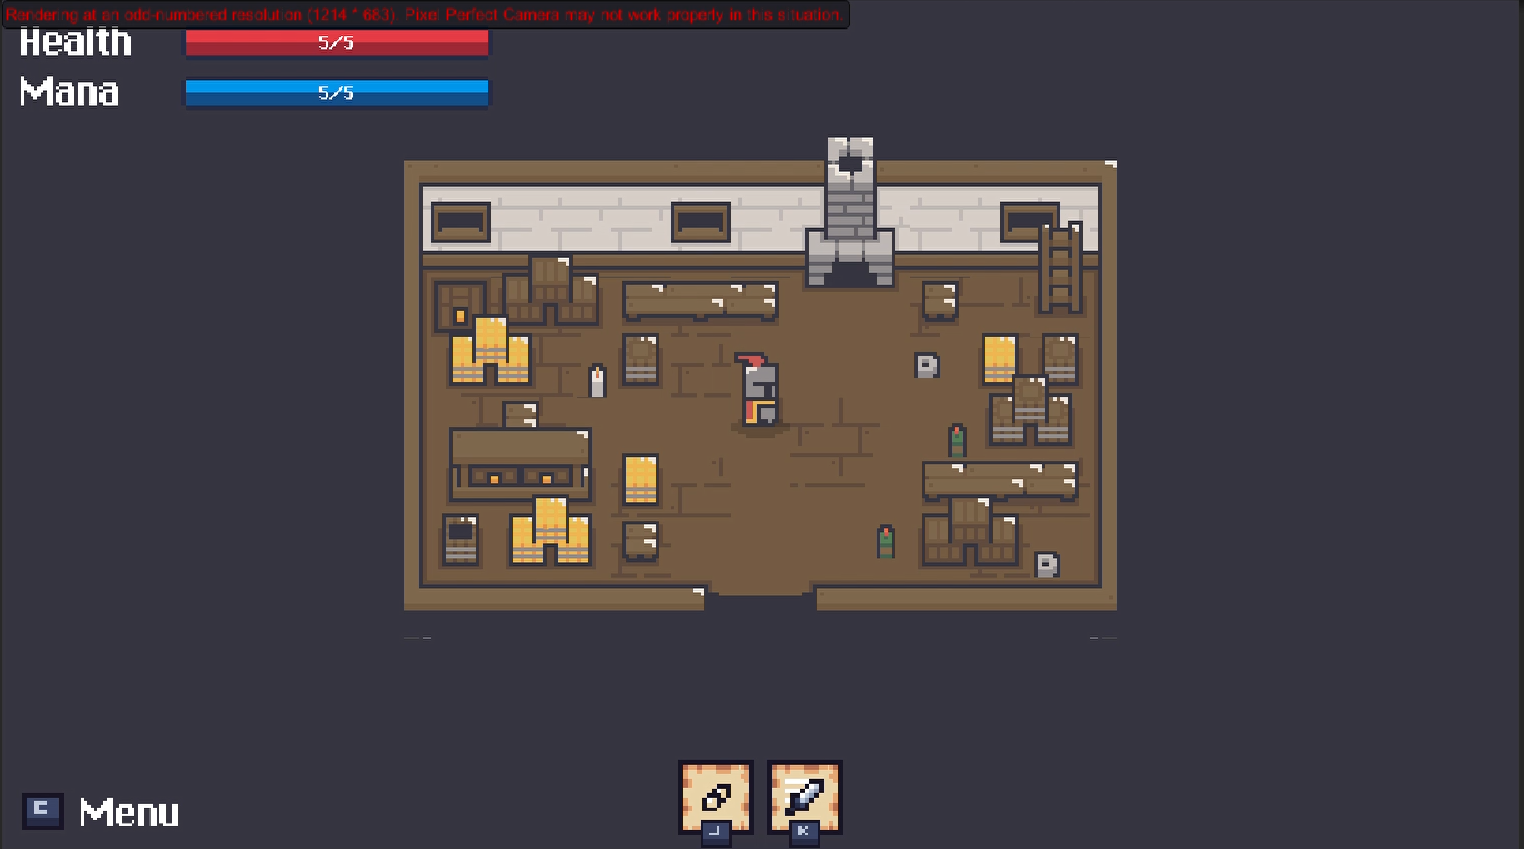 Rendering at an odd-numbered resolution (1214 * 683). Pixel Perfect Camera may not work properly in this situation.
Health 5/5
Mana 5/5
C Menu
J K